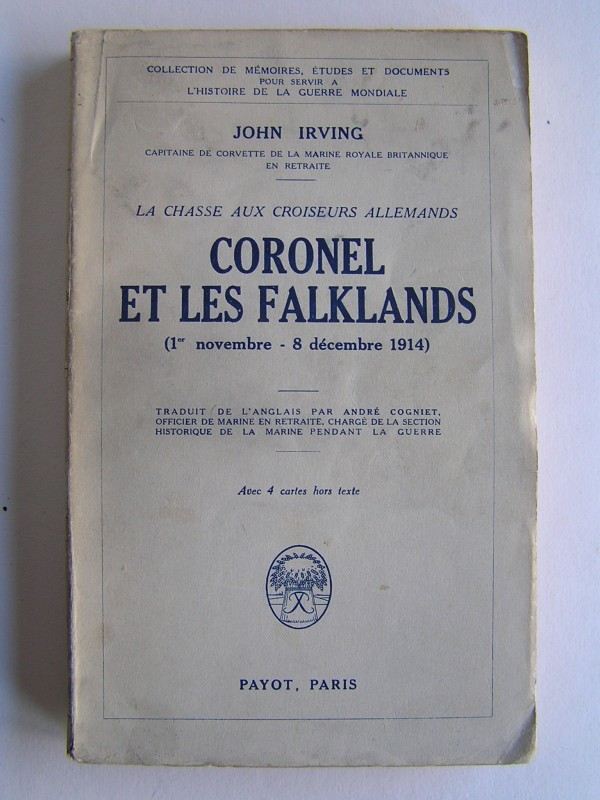 COLLECTION DE MÉMOIRES, ÉTUDES ET DOCUMENTS
POUR SERVIR A
L'HISTOIRE DE LA GUERRE MONDIALE
JOHN IRVING
CAPITAINE DE CORVETTE DE LA MARINE ROYALE BRITANNIQUE
EN RETRAITE
LA CHASSE AUX CROISEURS ALLEMANDS
CORONEL
ET LES FALKLANDS
(1er novembre - 8 décembre 1914)
TRADUIT DE L'ANGLAIS PAR ANDRÉ COGNIET,
OFFICIER DE MARINE EN RETRAITE, CHARGÉ DE LA SECTION
HISTORIQUE DE LA MARINE PENDANT LA GUERRE
Avec 4 cartes hors texte
PAYOT, PARIS